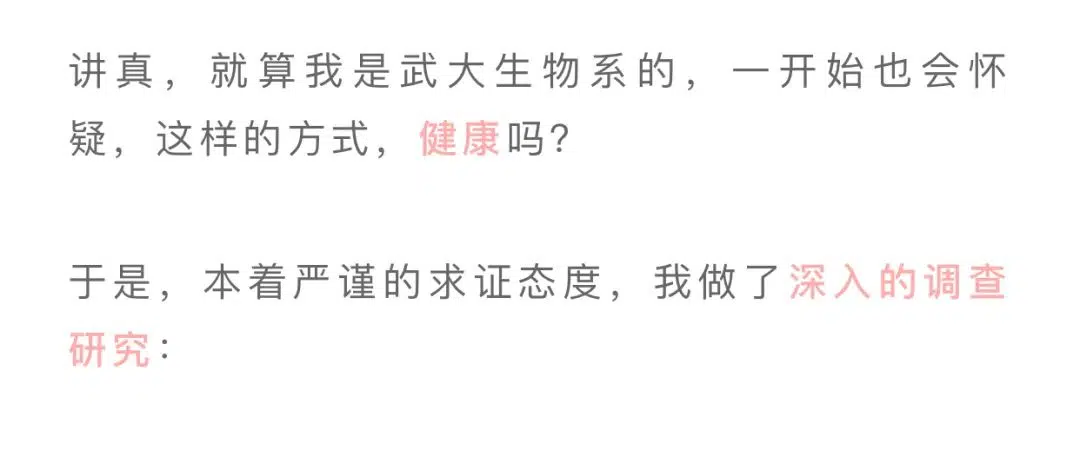 讲真，就算我是武大生物系的，一开始也会怀
疑，这样的方式，健康吗？
于是，本着严谨的求证态度，我做了深入的调查
研究：